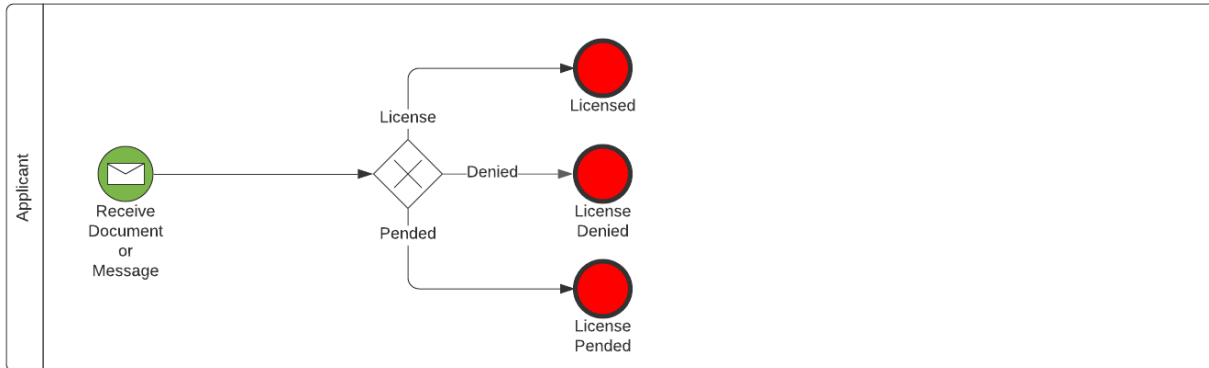 Applicant
Receive
Document
or
Message
License
Denied
Pended
Licensed
License
Denied
License
Pended